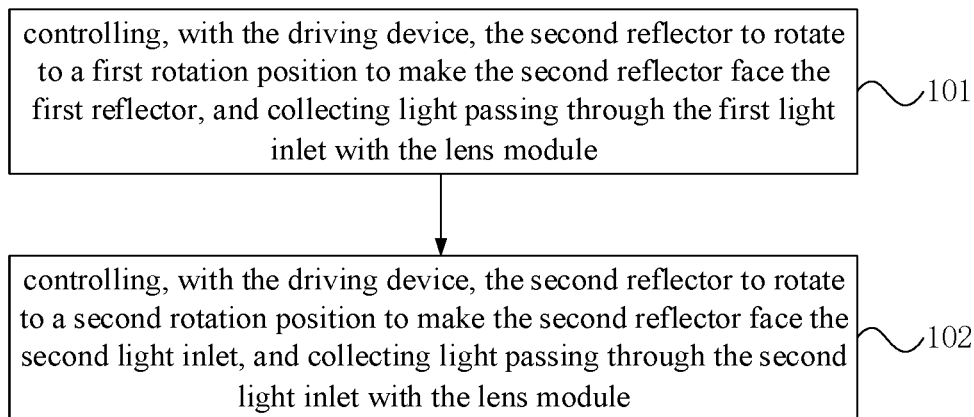 controlling, with the driving device, the second reflector to rotate
to a first rotation position to make the second reflector face the
first reflector, and collecting light passing through the first light
inlet with the lens module
101
controlling, with the driving device, the second reflector to rotate
to a second rotation position to make the second reflector face the
second light inlet, and collecting light passing through the second
light inlet with the lens module
102